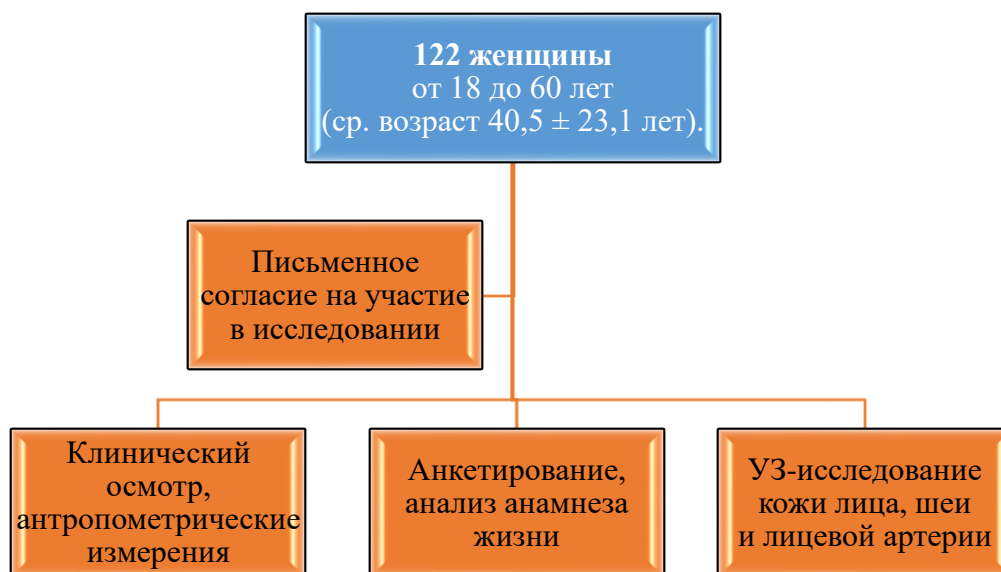 122 женщины
от 18 до 60 лет
(ср. возраст 40,5 ± 23,1 лет).
Письменное
согласие на участие
в исследовании
Клинический
осмотр,
антропометрические
измерения
Анкетирование,
анализ анамнеза
жизни
УЗ-исследование
кожи лица, шеи
и лицевой артерии